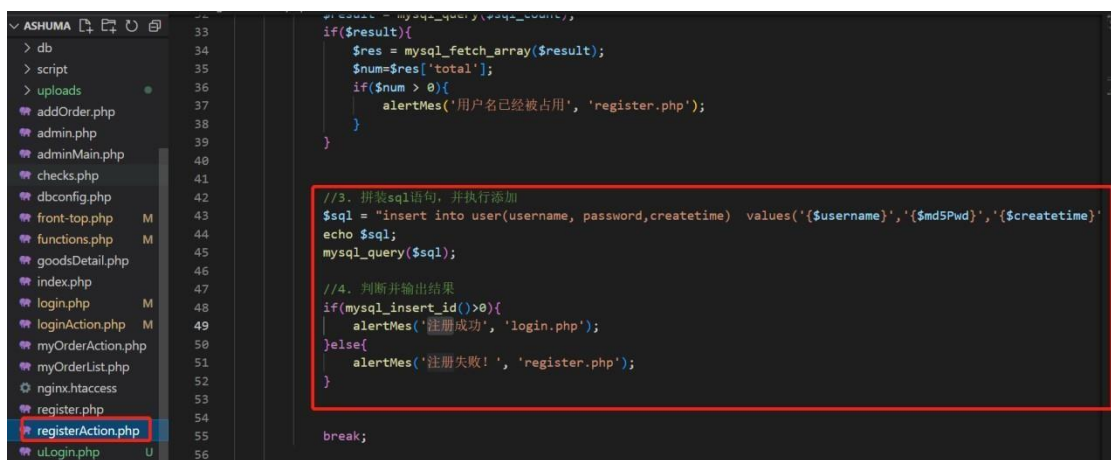 ASHUMA
db
script
uploads
addOrder.php
admin.php
adminMain.php
checks.php
dbconfig.php
front-top.php M
functions.php M
goodsDetail.php
index.php
login.php M
loginAction.php M
myOrderAction.php
myOrderList.php
nginx.htaccess
register.php
registerAction.php
uLogin.php U
32 $result = mysql_query($sql_count);
33 if($result){
34 $res = mysql_fetch_array($result);
35 $num=$res['total'];
36 if($num > 0){
37 alertMes('用户名已经被占用', 'register.php');
38 }
39 }
40
41
42 //3. 拼装sql语句，并执行添加
43 $sql = "insert into user(username, password,createtime)  values('{$username}','{$md5Pwd}','{$createtime}'
44 echo $sql;
45 mysql_query($sql);
46
47 //4. 判断并输出结果
48 if(mysql_insert_id()>0){
49 alertMes('注册成功', 'login.php');
50 }else{
51 alertMes('注册失败！', 'register.php');
52 }
53
54
55 break;
56